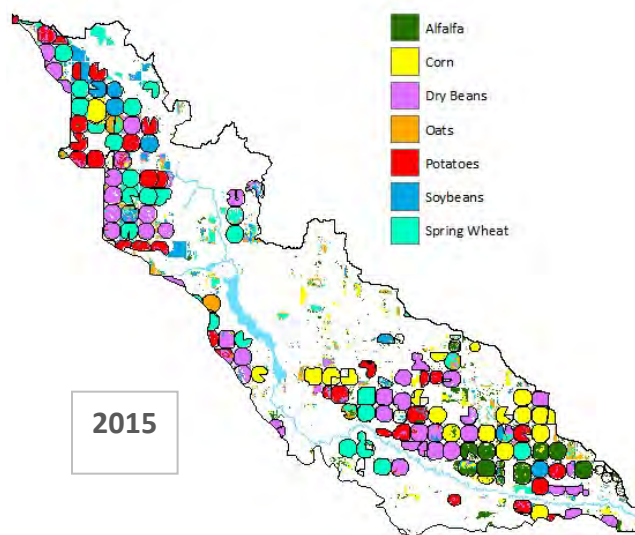 Alfalfa
Corn
Dry Beans
Oats
Potatoes
Soybeans
Spring Wheat
2015